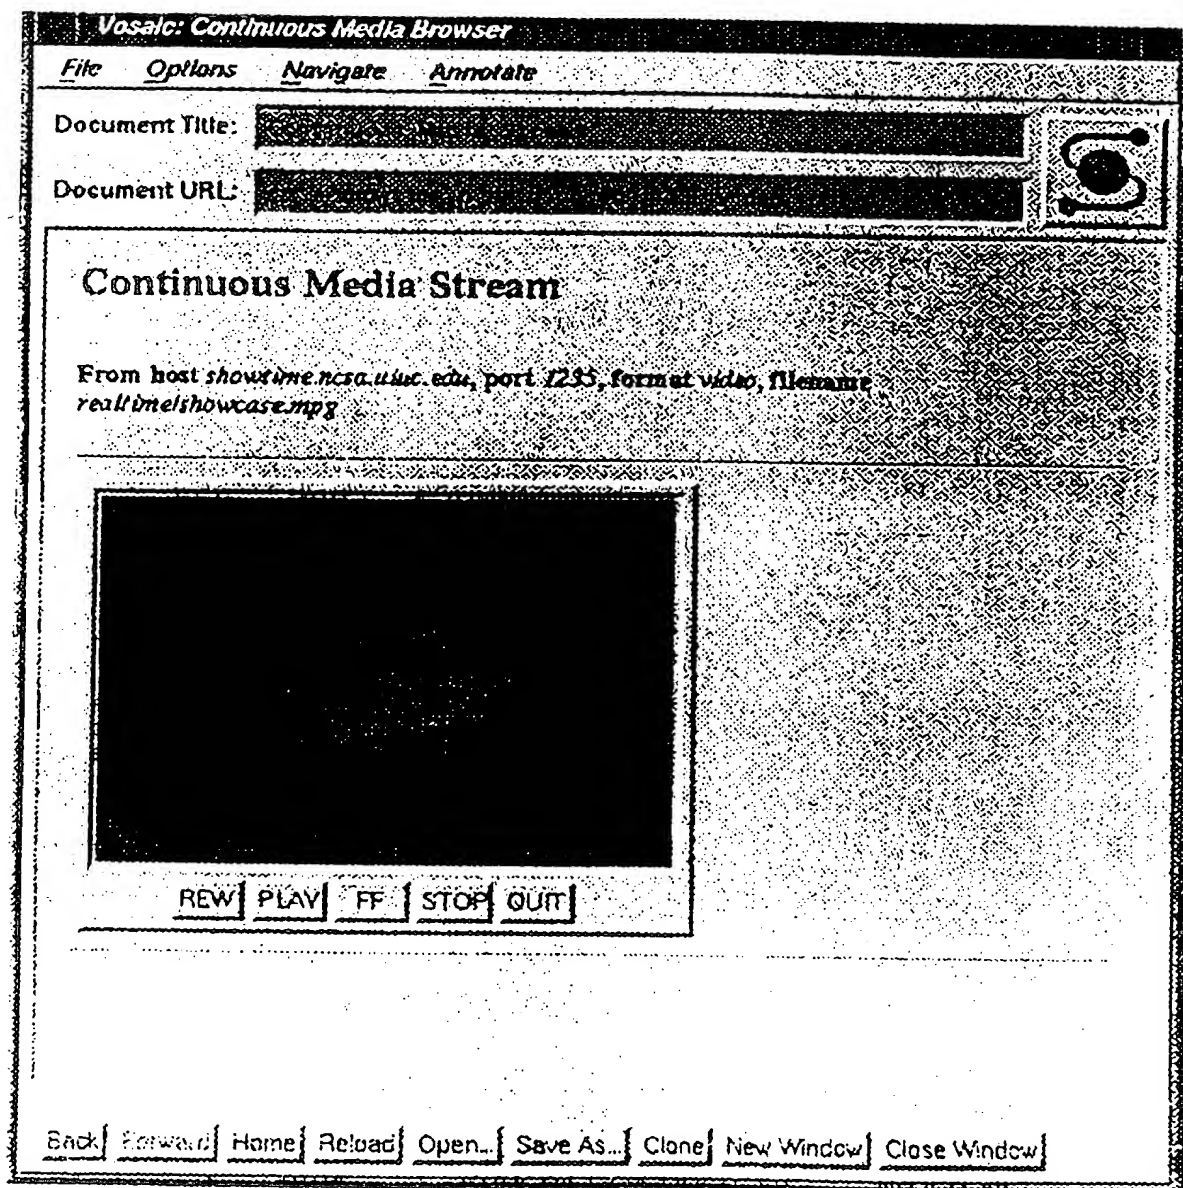 Vosaic: Continuous Media Browser
File Options Navigate Annotate
Document Title:
Document URL:
Continuous Media Stream
From host showtime.ncsa.uiuc.edu, port 1235, format video, filename
realtime/showcase.mpg
REW PLAY FF STOP QUIT
Back Forward Home Reload Open... Save As... Clone New Window Close Window